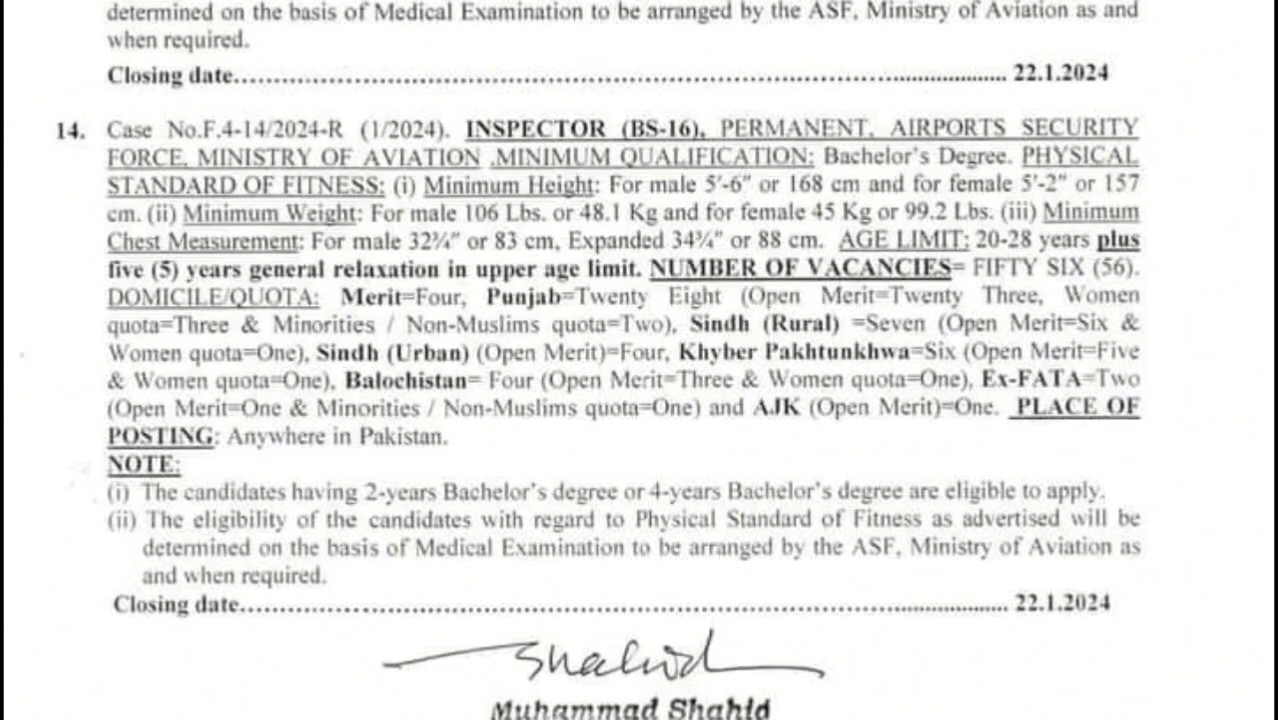 determined on the basis of Medical Examination to be arranged by the ASF, Ministry of Aviation as and
when required.
Closing date.......................................................................................................... 22.1.2024
14. Case No.F.4-14/2024-R (1/2024). INSPECTOR (BS-16), PERMANENT, AIRPORTS SECURITY
FORCE, MINISTRY OF AVIATION .MINIMUM QUALIFICATION: Bachelor's Degree. PHYSICAL
STANDARD OF FITNESS: (i) Minimum Height: For male 5'-6" or 168 cm and for female 5'-2" or 157
cm. (ii) Minimum Weight: For male 106 Lbs. or 48.1 Kg and for female 45 Kg or 99.2 Lbs. (iii) Minimum
Chest Measurement: For male 32¾" or 83 cm, Expanded 34¾" or 88 cm. AGE LIMIT: 20-28 years plus
five (5) years general relaxation in upper age limit. NUMBER OF VACANCIES= FIFTY SIX (56).
DOMICILE/QUOTA: Merit=Four, Punjab=Twenty Eight (Open Merit=Twenty Three, Women
quota=Three & Minorities / Non-Muslims quota=Two), Sindh (Rural) =Seven (Open Merit=Six &
Women quota=One), Sindh (Urban) (Open Merit)=Four, Khyber Pakhtunkhwa=Six (Open Merit=Five
& Women quota=One), Balochistan= Four (Open Merit=Three & Women quota=One), Ex-FATA=Two
(Open Merit=One & Minorities / Non-Muslims quota=One) and AJK (Open Merit)=One. PLACE OF
POSTING: Anywhere in Pakistan.
NOTE:
(i) The candidates having 2-years Bachelor's degree or 4-years Bachelor's degree are eligible to apply.
(ii) The eligibility of the candidates with regard to Physical Standard of Fitness as advertised will be
determined on the basis of Medical Examination to be arranged by the ASF, Ministry of Aviation as
and when required.
Closing date.......................................................................................................... 22.1.2024
Shahid
Muhammad Shahid